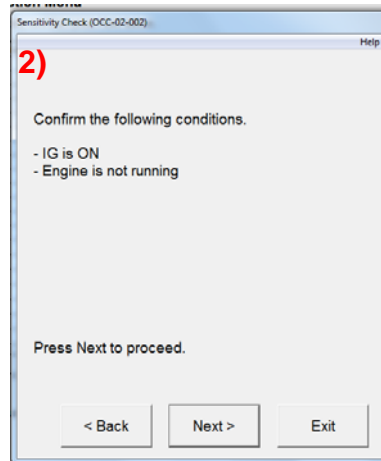 Sensitivity Check (OCC-02-002)
Help
2)
Confirm the following conditions.
- IG is ON
- Engine is not running
Press Next to proceed.
< Back
Next >
Exit